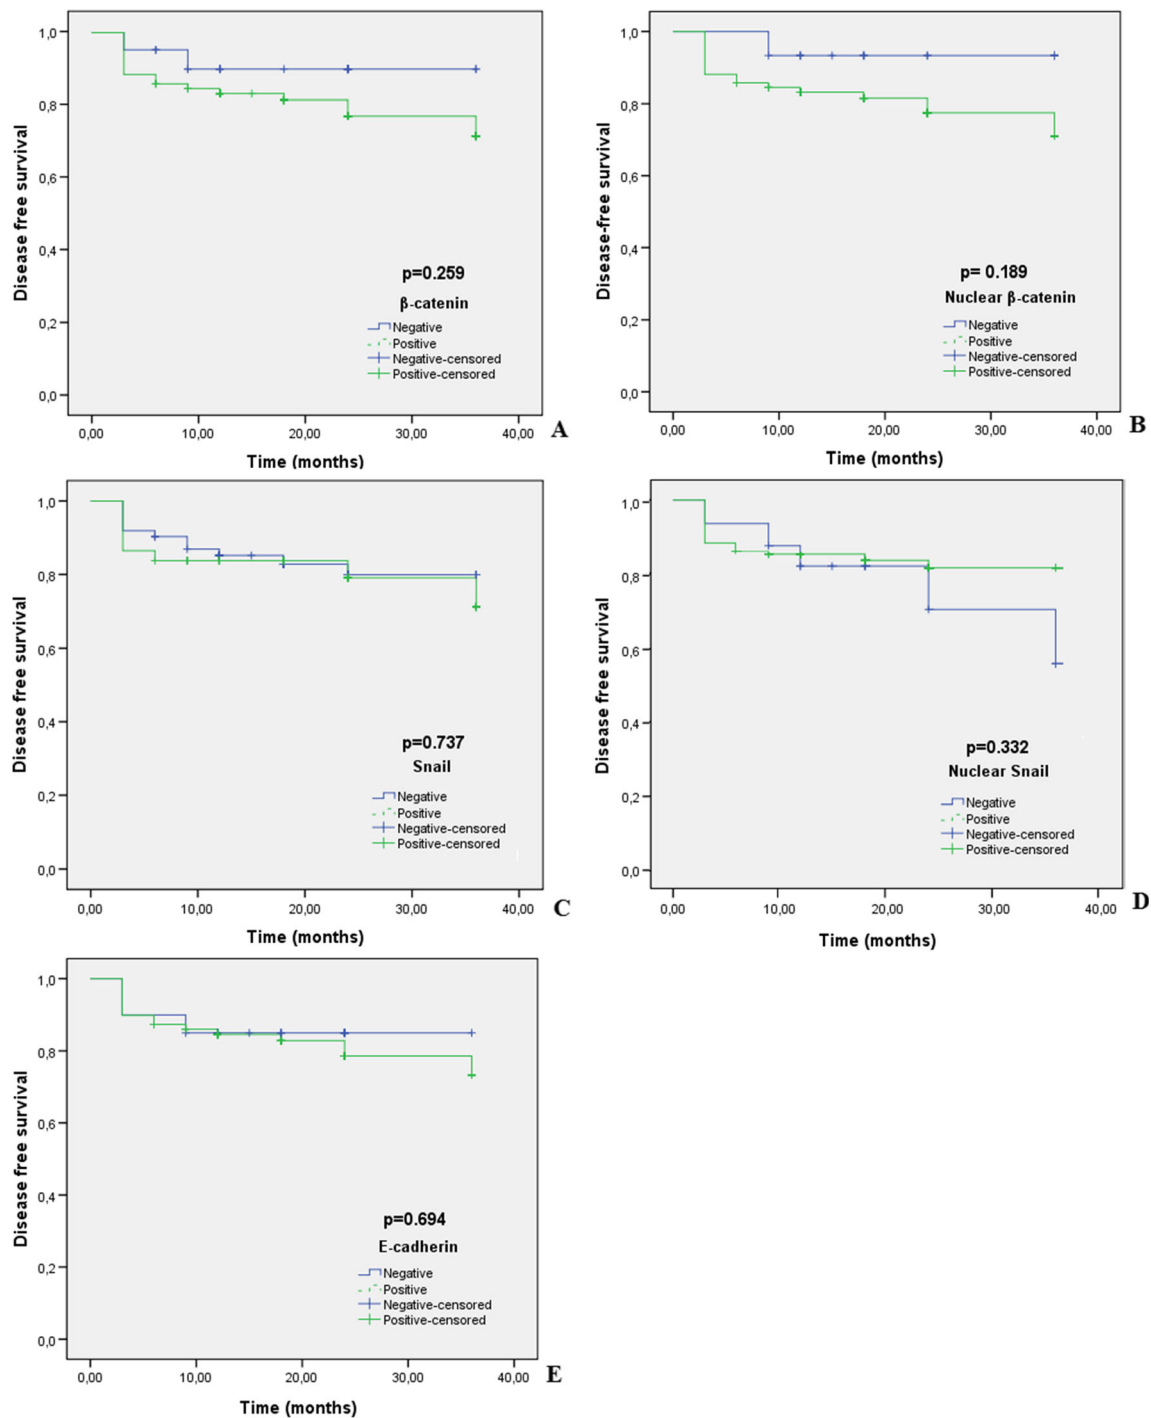 1,0
0,8
0,6
0,4
0,2
0,0
Disease free survival
p=0.259
β-catenin
Negative
Positive
Negative-censored
Positive-censored
0,00 10,00 20,00 30,00 40,00
Time (months)
A
1,0
0,8
0,6
0,4
0,2
0,0
Disease-free survival
p= 0.189
Nuclear β-catenin
Negative
Positive
Negative-censored
Positive-censored
0,00 10,00 20,00 30,00 40,00
Time (months)
B
1,0
0,8
0,6
0,4
0,2
0,0
Disease free survival
p=0.737
Snail
Negative
Positive
Negative-censored
Positive-censored
0,00 10,00 20,00 30,00 40,00
Time (months)
C
1,0
0,8
0,6
0,4
0,2
0,0
Disease free survival
p=0.332
Nuclear Snail
Negative
Positive
Negative-censored
Positive-censored
0,00 10,00 20,00 30,00 40,00
Time (months)
D
1,0
0,8
0,6
0,4
0,2
0,0
Disease free survival
p=0.694
E-cadherin
Negative
Positive
Negative-censored
Positive-censored
0,00 10,00 20,00 30,00 40,00
Time (months)
E